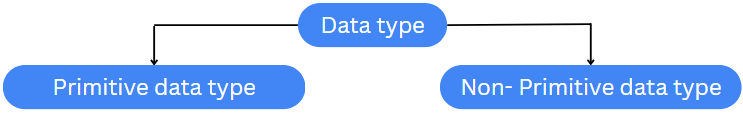 Data type
Primitive data type
Non- Primitive data type